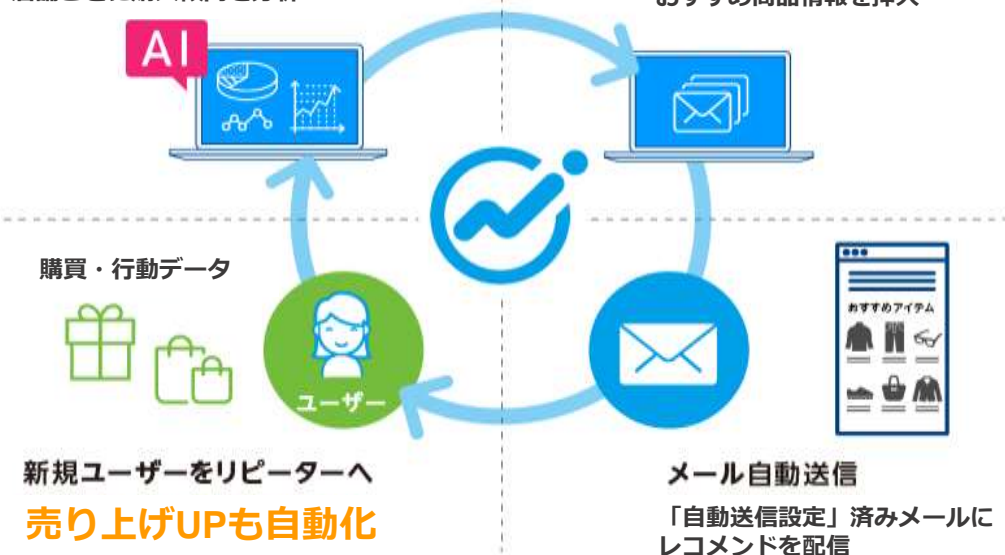 AI
購買・行動データ
ユーザー
新規ユーザーをリピーターへ
売り上げUPも自動化
おすすめアイテム
メール自動送信
「自動送信設定」済みメールに
レコメンドを配信